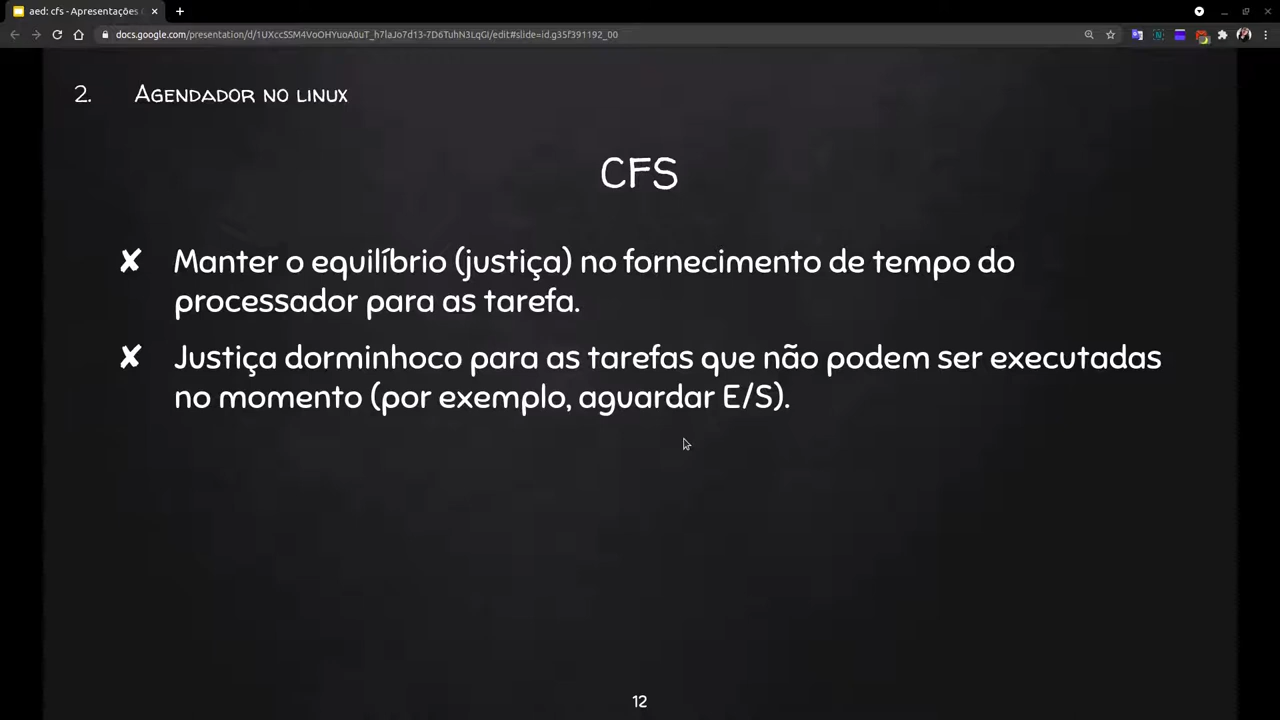 aed: cfs - Apresentações
docs.google.com/presentation/d/1UXccSSM4VoOHYuoA0uT_h7laJo7d13-7D6TuhN3LqGI/edit#slide=id.g35f391192_00
2. Agendador no linux
CFS
✘ Manter o equilíbrio (justiça) no fornecimento de tempo do
processador para as tarefa.
✘ Justiça dorminhoco para as tarefas que não podem ser executadas
no momento (por exemplo, aguardar E/S).
12